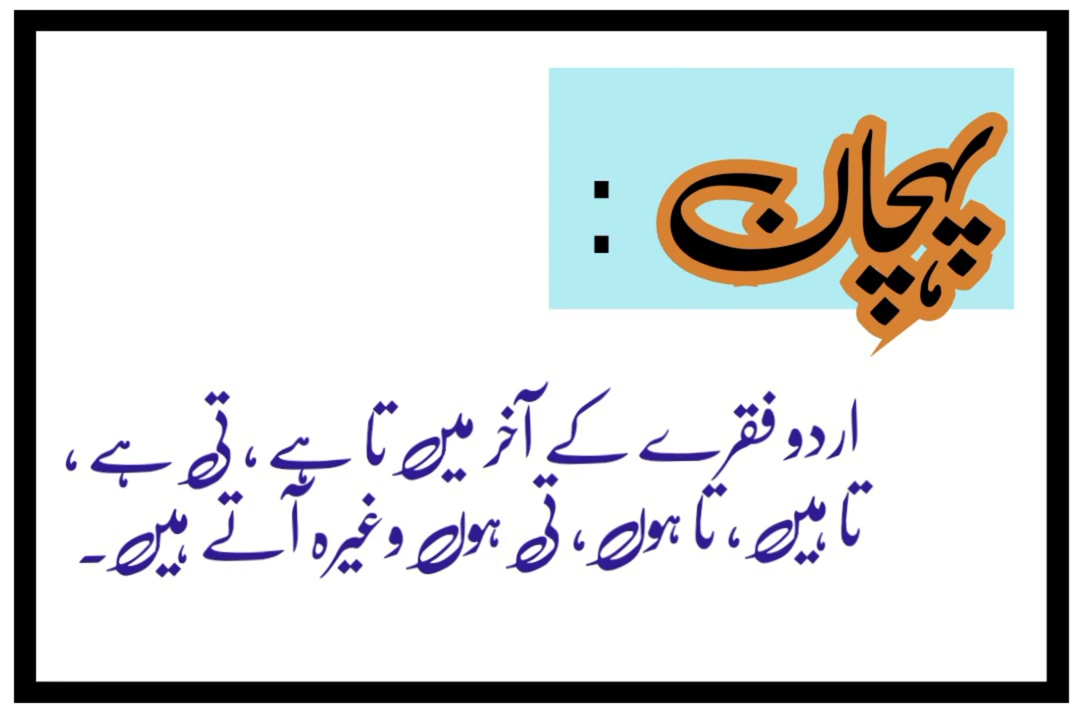 پہچان :
اردو فقرے کے آخر میں تا ہے ، تی ہے ،
تا ہیں ، تا ہوں ، تی ہوں وغیرہ آتے ہیں۔